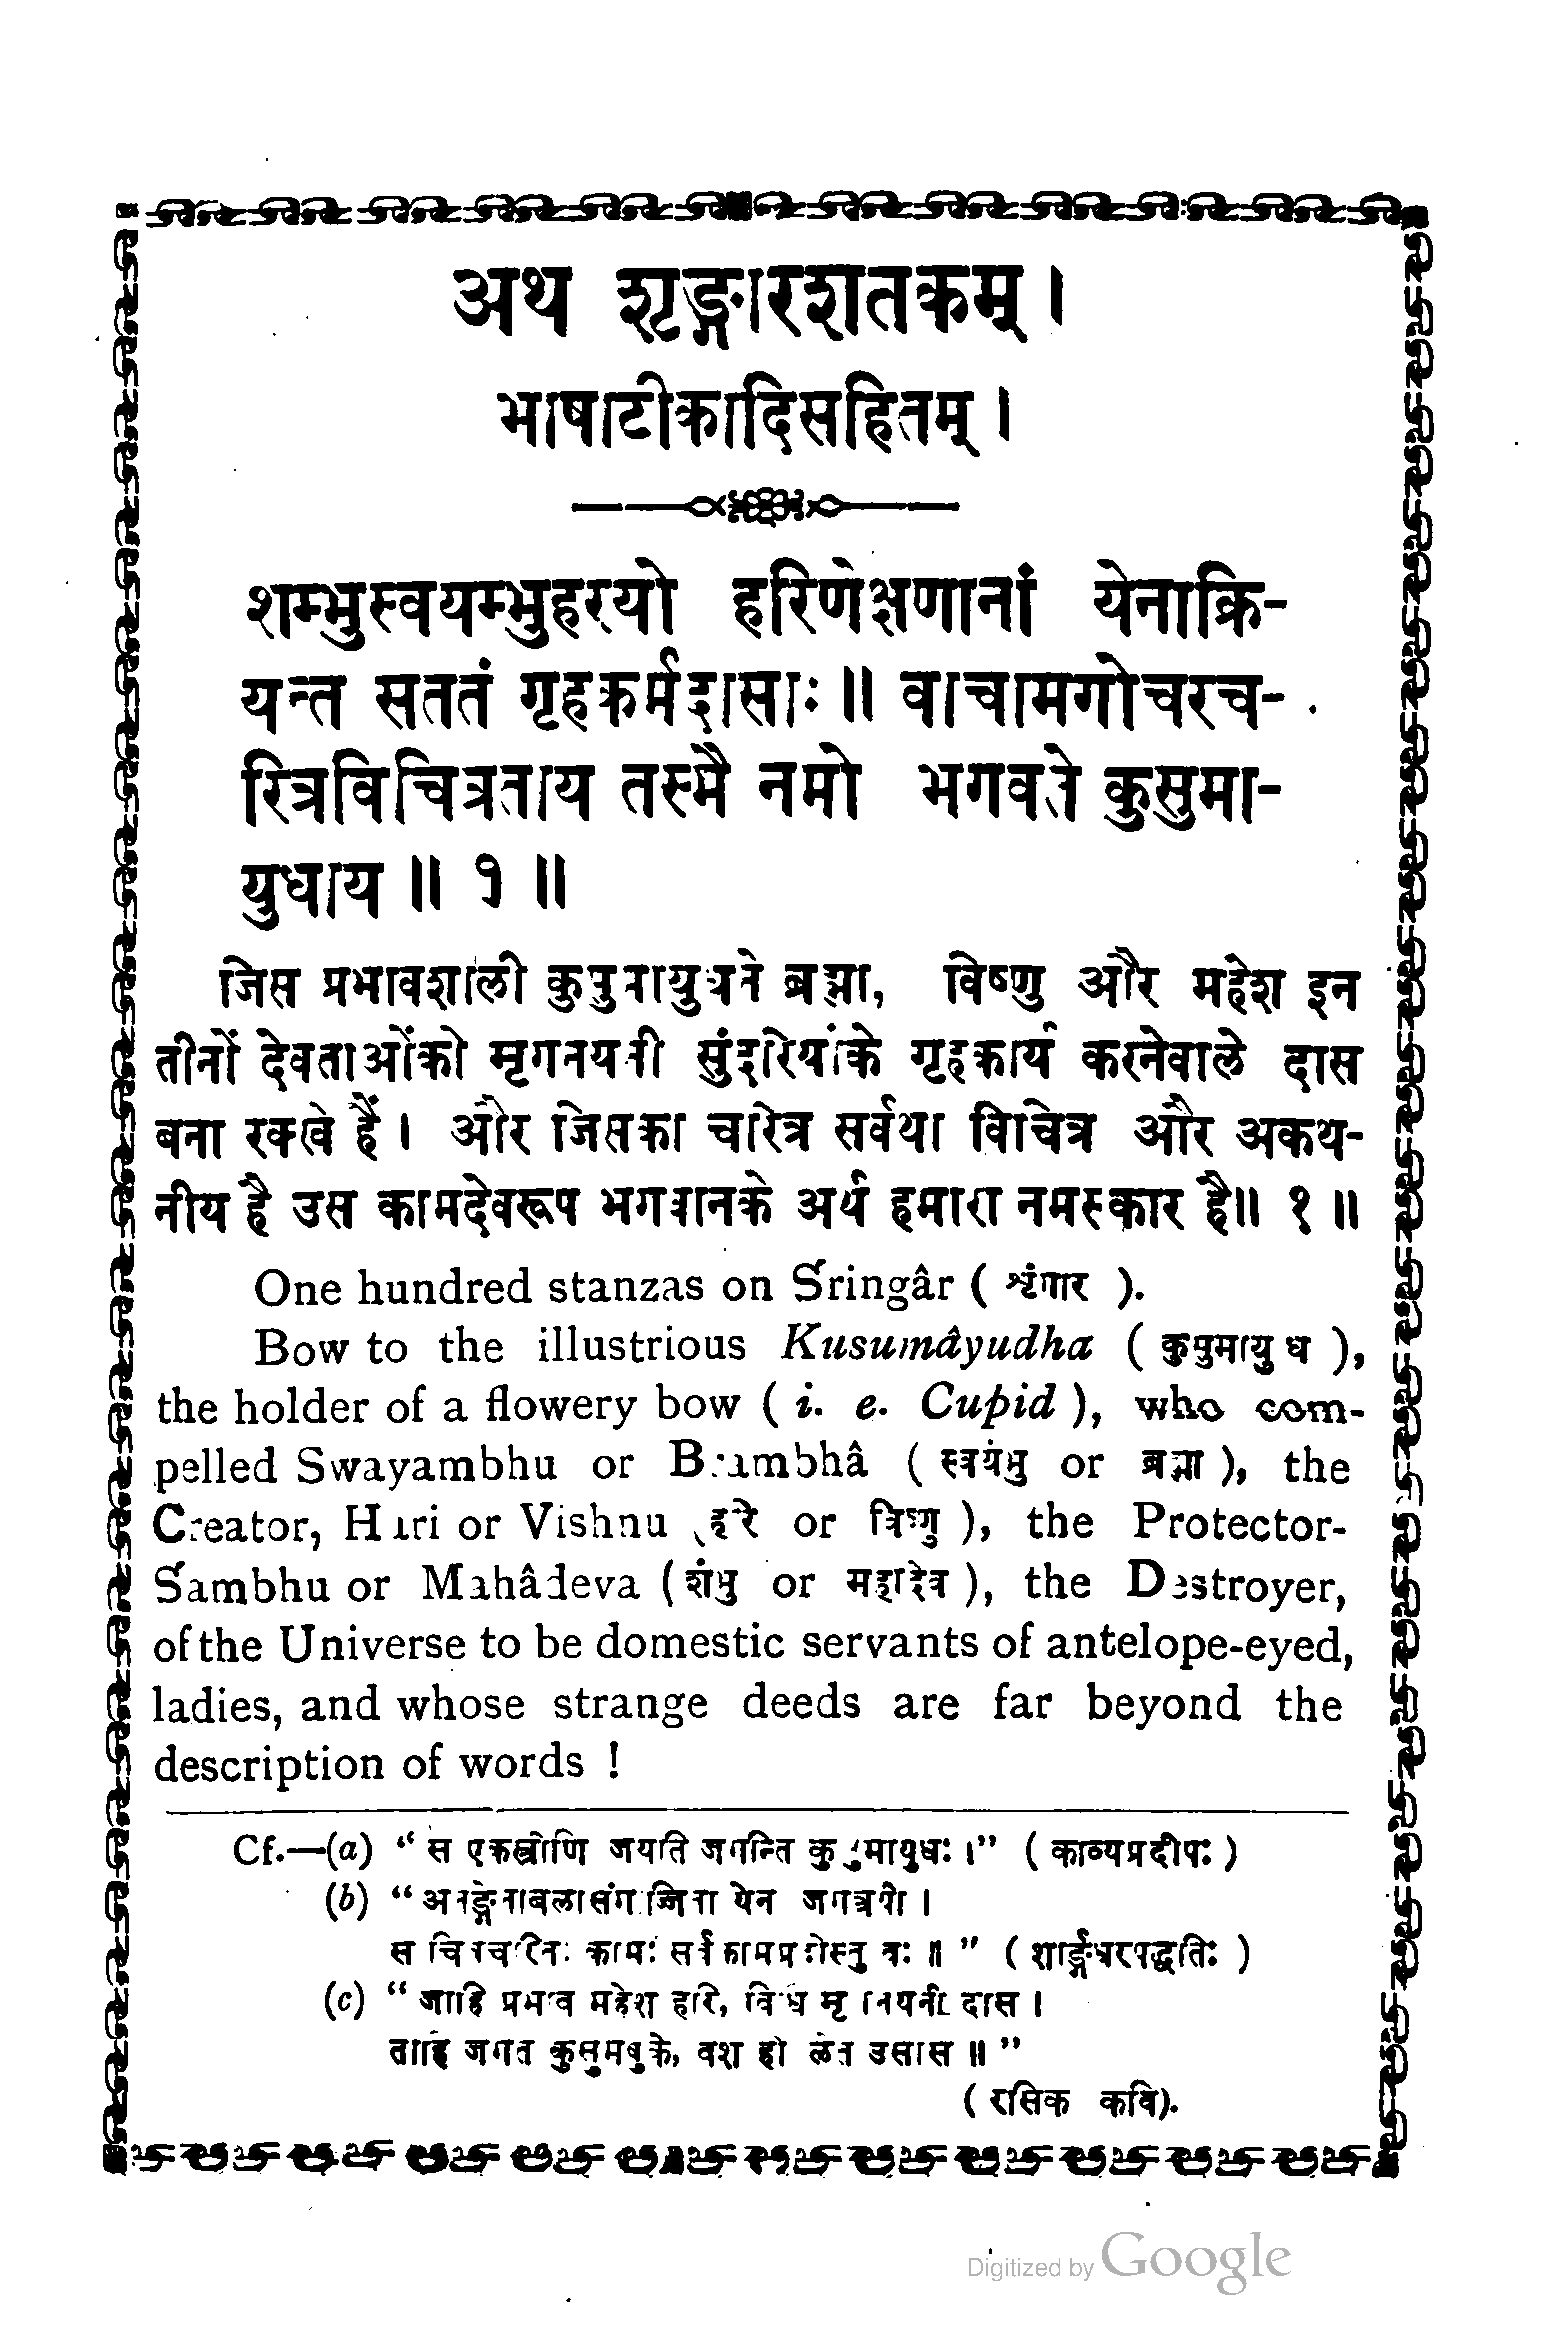 अथ शृङ्गारशतकम् ।
भाषाटीकादिसहितम् ।
शम्भुस्वयम्भुहरयो हरिणेक्षणानां येनाक्रि-
यन्त सततं गृहकर्मदासाः ॥ वाचामगोचरच-
रित्रविचित्रताय तस्मै नमो भगवते कुसुमा-
युधाय ॥ १ ॥
जिस प्रभावशाली कुसुमायुधने ब्रह्मा, विष्णु और महेश इन
तीनों देवताओंको मृगनयनी सुंदरियोंके गृहकार्य करनेवाले दास
बना रक्खे हैं । और जिसका चरित्र सर्वथा विचित्र और अकथ-
नीय है उस कामदेवरूप भगवानके अर्थ हमारा नमस्कार है॥ १ ॥
One hundred stanzas on Sringâr ( शृंगार ).
Bow to the illustrious Kusumâyudha ( कुसुमायुध ),
the holder of a flowery bow ( i. e. Cupid ), who com-
pelled Swayambhu or Brambhâ ( स्वयंभु or ब्रह्मा ), the
Creator, Hari or Vishnu ( हरि or विष्णु ), the Protector-
Sambhu or Mahâdeva ( शंभु or महादेव ), the Destroyer,
of the Universe to be domestic servants of antelope-eyed,
ladies, and whose strange deeds are far beyond the
description of words !
Cf.—(a) “ स एकस्त्रीणि जयति जगन्ति कुसुमायुधः ।” ( काव्यप्रदीपः )
(b) “ अनङ्गेनाबलासंगाज्जिता येन जगत्रयी ।
स चित्रचरितः कामः सर्वकामप्रदोस्तु वः ॥ ” ( शार्ङ्गधरपद्धतिः )
(c) “ जाहि प्रभाव महेश हरि, विधि मृगनयनी दास ।
ताहि जगत कुसुमधुके, वश हो लेत उसास ॥ ”
( रसिक कवि).
Digitized by Google